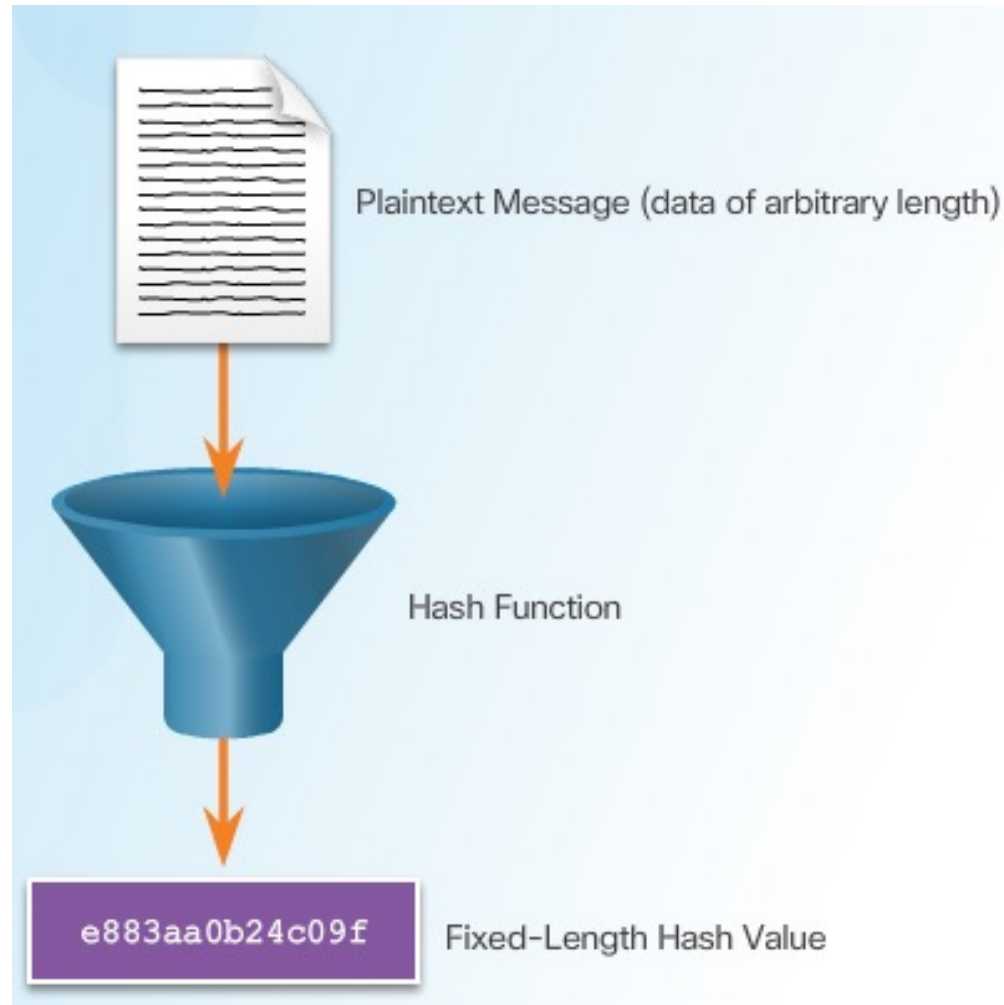 Plaintext Message (data of arbitrary length)
Hash Function
e883aa0b24c09f
Fixed-Length Hash Value